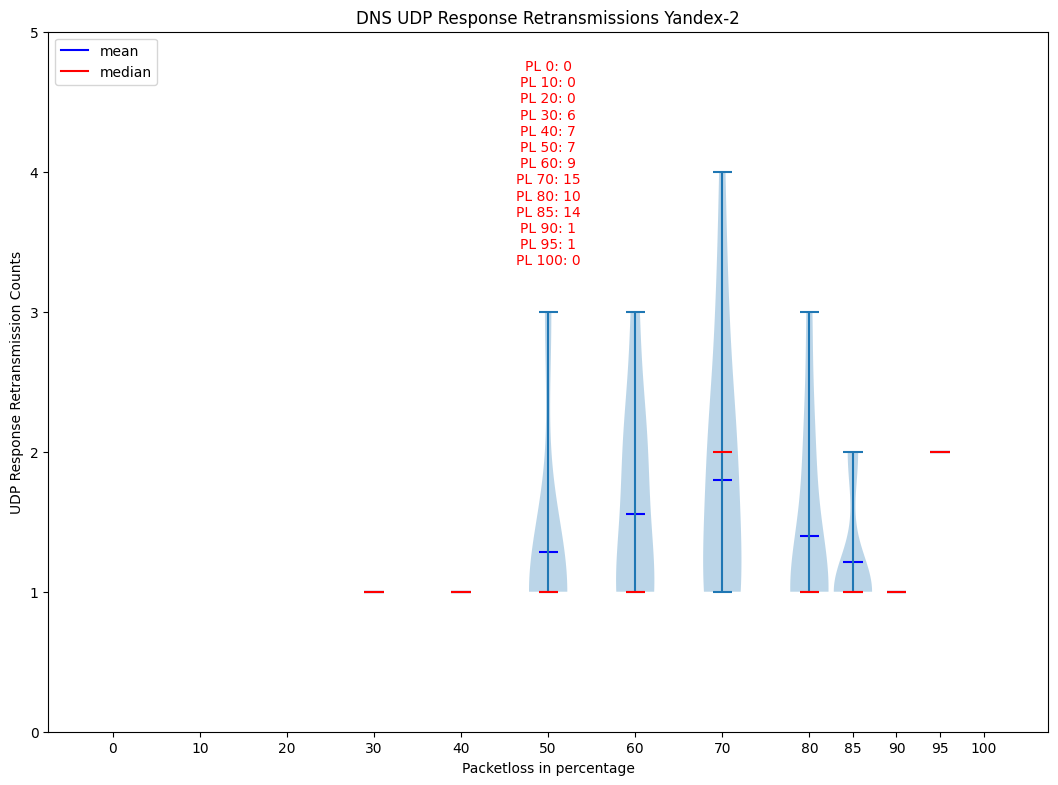 DNS UDP Response Retransmissions Yandex-2
mean
median
PL 0: 0
PL 10: 0
PL 20: 0
PL 30: 6
PL 40: 7
PL 50: 7
PL 60: 9
PL 70: 15
PL 80: 10
PL 85: 14
PL 90: 1
PL 95: 1
PL 100: 0
UDP Response Retransmission Counts
5
4
3
2
1
0
0 10 20 30 40 50 60 70 80 85 90 95 100
Packetloss in percentage